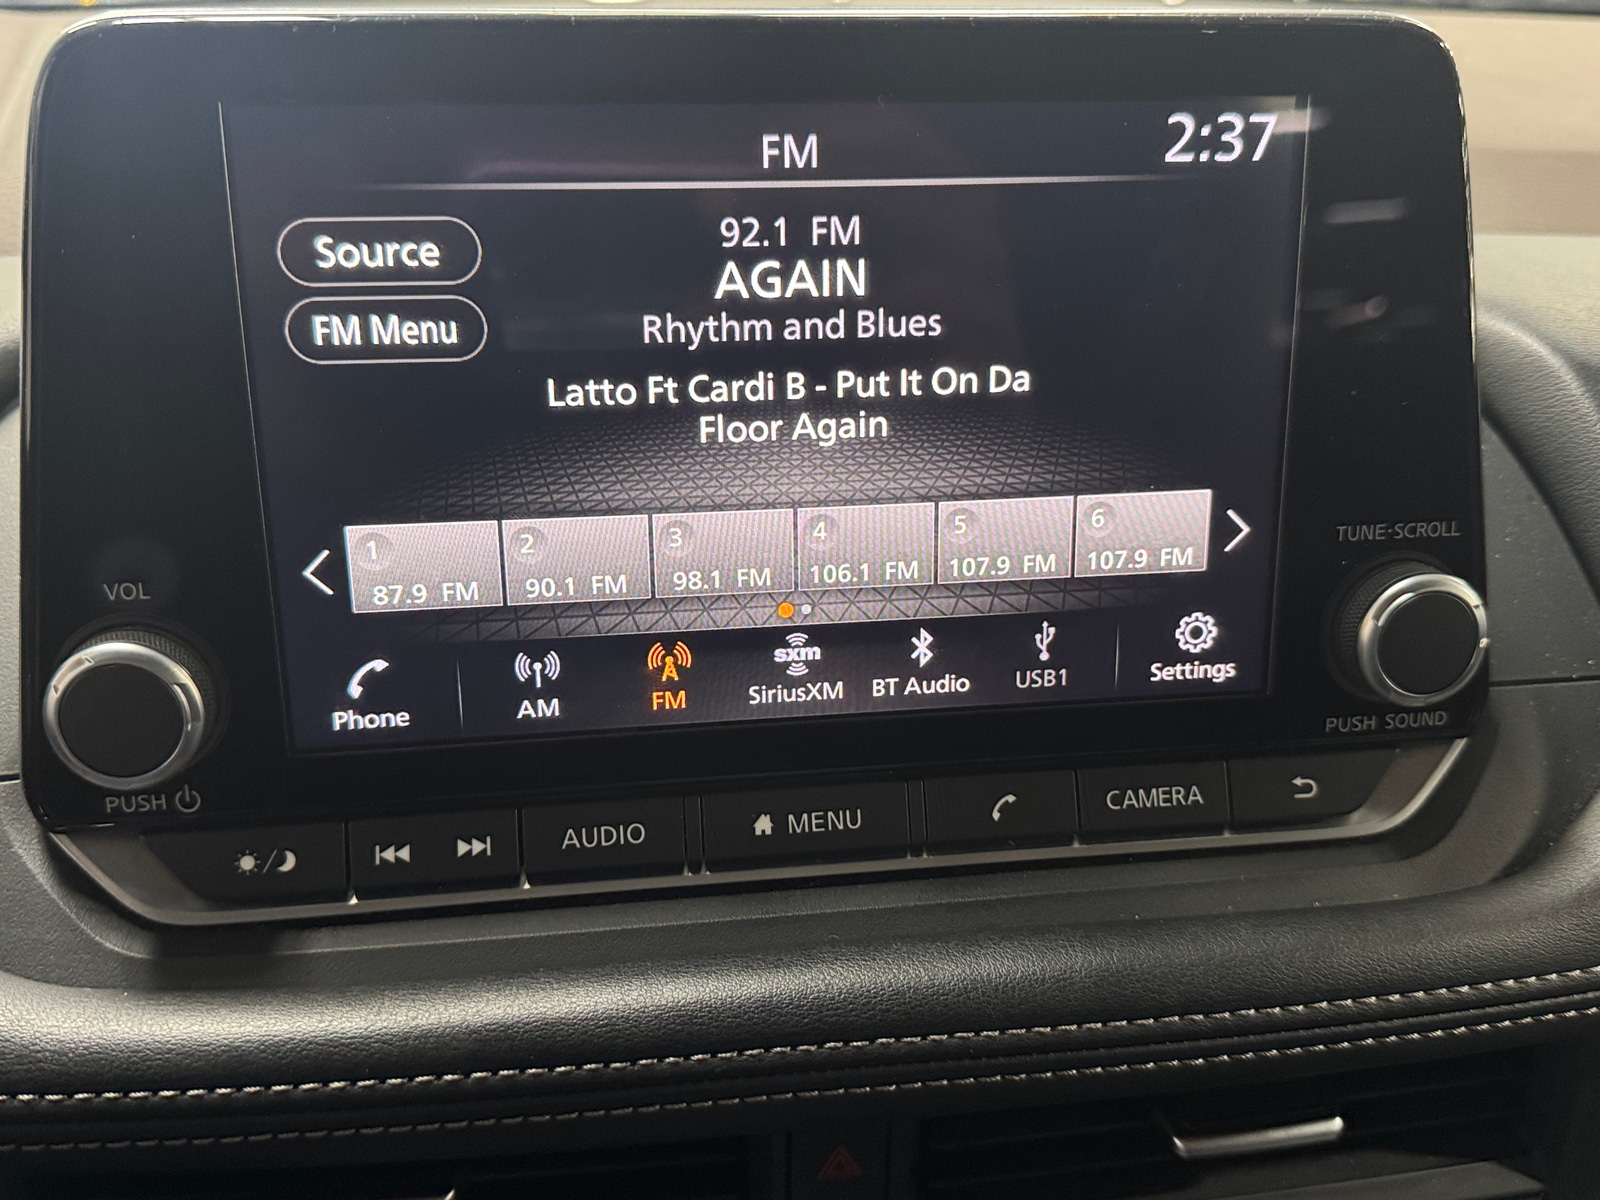 FM
2:37
Source
FM Menu
92.1 FM
AGAIN
Rhythm and Blues
Latto Ft Cardi B - Put It On Da
Floor Again
1
87.9 FM
2
90.1 FM
3
98.1 FM
4
106.1 FM
5
107.9 FM
6
107.9 FM
Phone
AM
FM
sxm
SiriusXM
BT Audio
USB1
Settings
VOL
PUSH
TUNE·SCROLL
PUSH SOUND
AUDIO
MENU
CAMERA